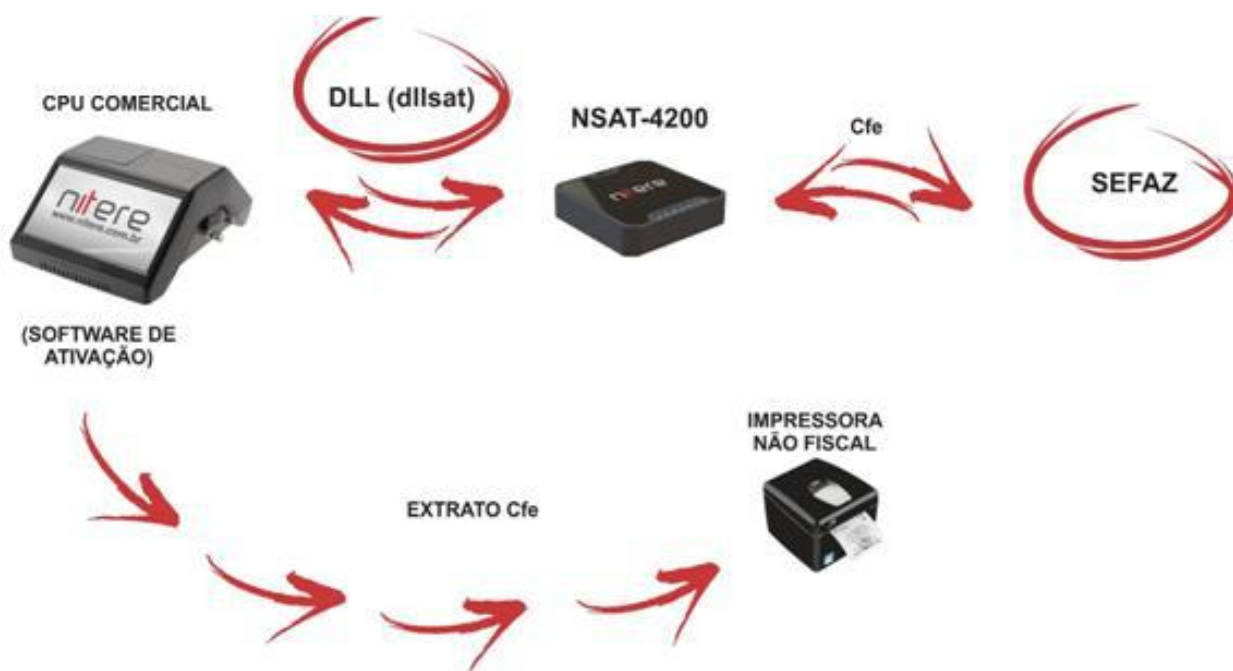 CPU COMERCIAL
nitere
www.nitere.com.br
(SOFTWARE DE
ATIVAÇÃO)
DLL (dllsat)
NSAT-4200
nitere
Cfe
SEFAZ
EXTRATO Cfe
IMPRESSORA
NÃO FISCAL